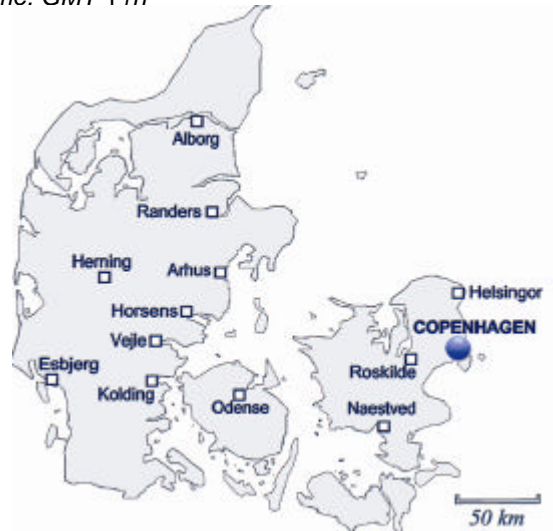 Alborg
Randers
Herning
Arhus
Helsingor
Horsens
COPENHAGEN
Vejle
Esbjerg
Roskilde
Kolding
Odense
Naestved
50 km